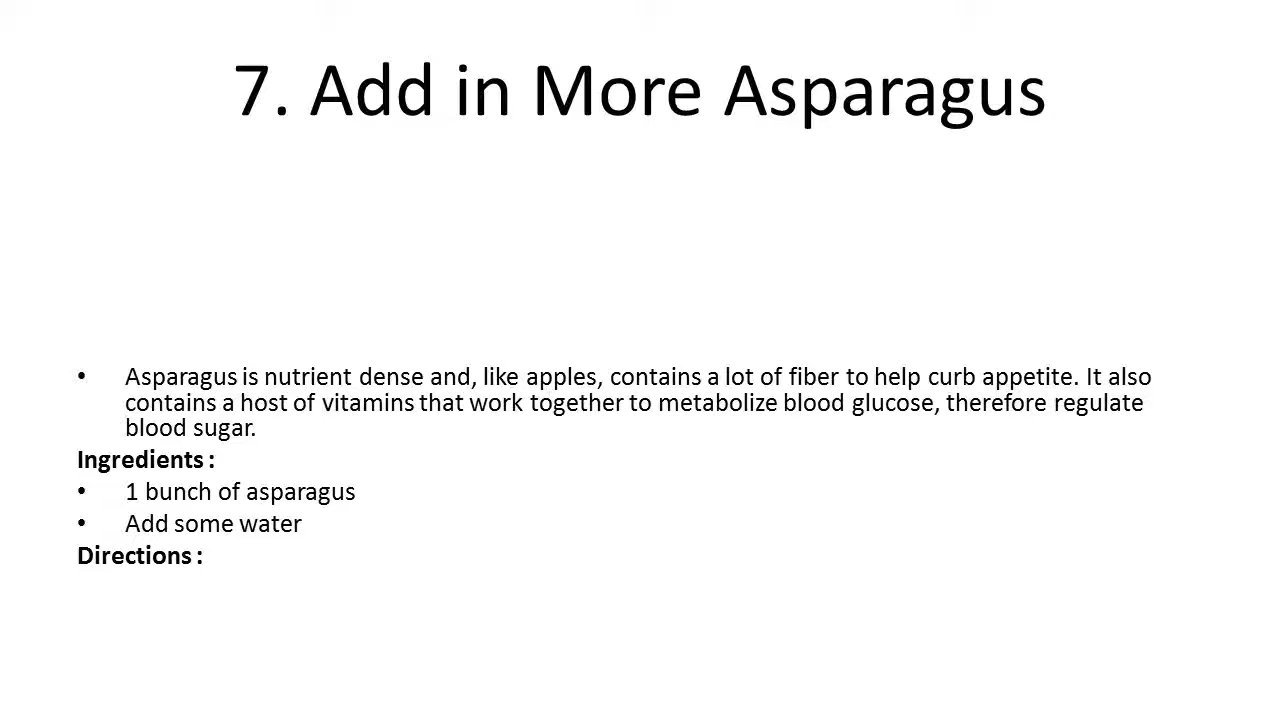 7. Add in More Asparagus
• Asparagus is nutrient dense and, like apples, contains a lot of fiber to help curb appetite. It also
contains a host of vitamins that work together to metabolize blood glucose, therefore regulate
blood sugar.
Ingredients :
• 1 bunch of asparagus
• Add some water
Directions :